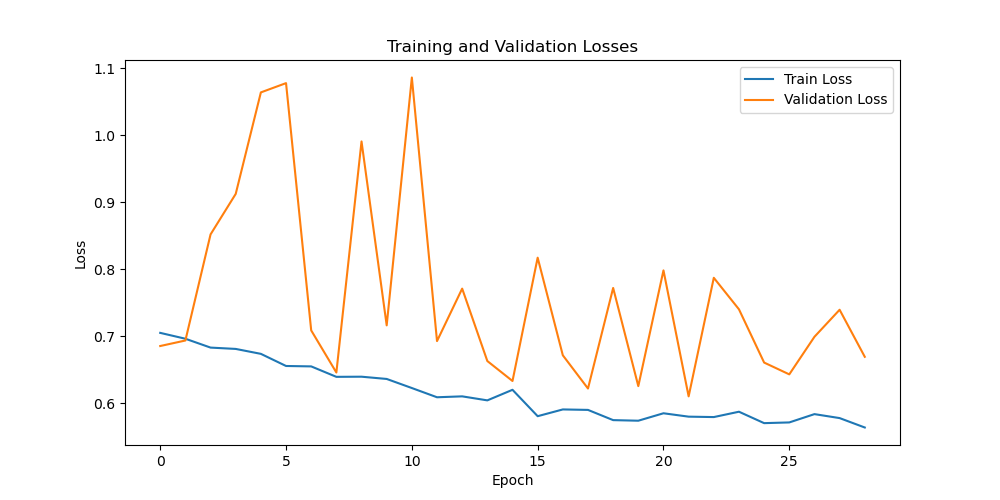 Training and Validation Losses
Train Loss
Validation Loss
1.1
1.0
0.9
0.8
0.7
0.6
Loss
0 5 10 15 20 25
Epoch